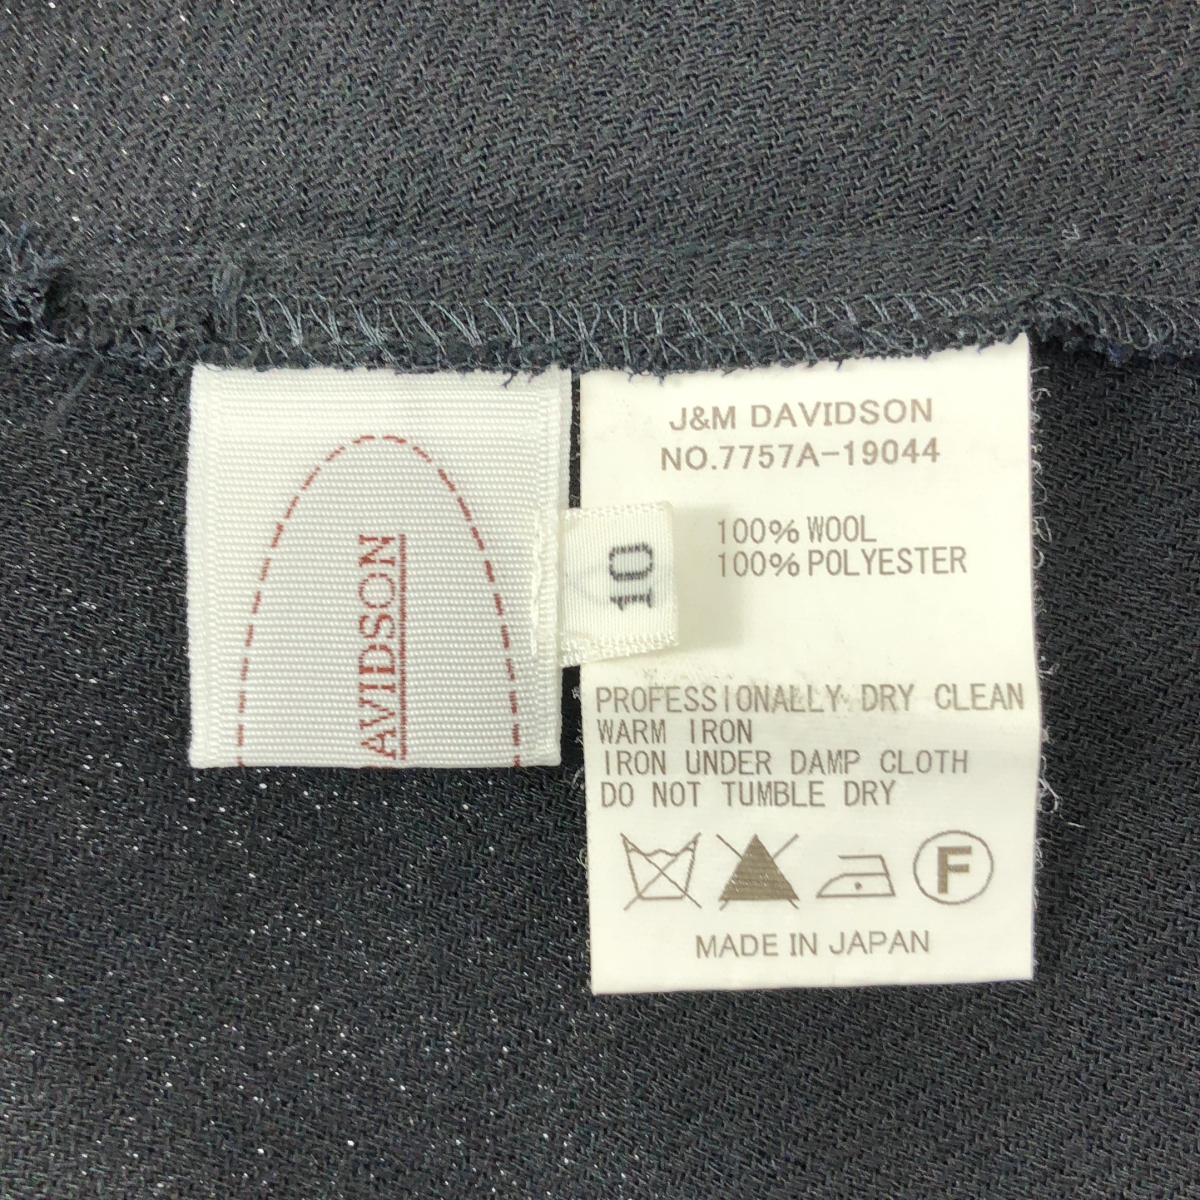 AVIDSON
10
J&M DAVIDSON
NO.7757A-19044
100% WOOL
100% POLYESTER
PROFESSIONALLY DRY CLEAN
WARM IRON
IRON UNDER DAMP CLOTH
DO NOT TUMBLE DRY
F
MADE IN JAPAN